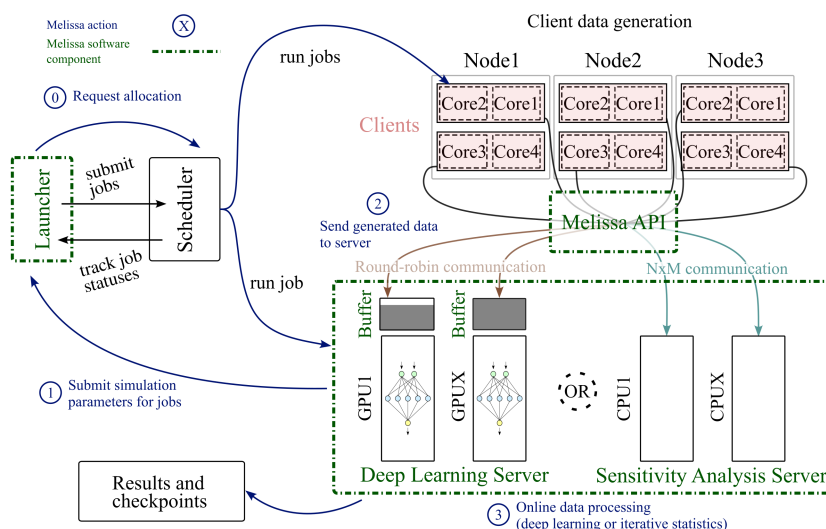 Melissa action
X
Melissa software
component
Client data generation
Node1
Node2
Node3
run jobs
0
Request allocation
Core2
Core1
Core2
Core1
Core2
Core1
Clients
Core3
Core4
Core3
Core4
Core3
Core4
Launcher
submit
jobs
Scheduler
track job
statuses
2
Send generated data
to server
Melissa API
Round-robin communication
NxM communication
run job
Buffer
Buffer
GPU1
GPUX
OR
CPU1
CPUX
1
Submit simulation
parameters for jobs
Deep Learning Server
Sensitivity Analysis Server
Results and
checkpoints
3
Online data processing
(deep learning or iterative statistics)